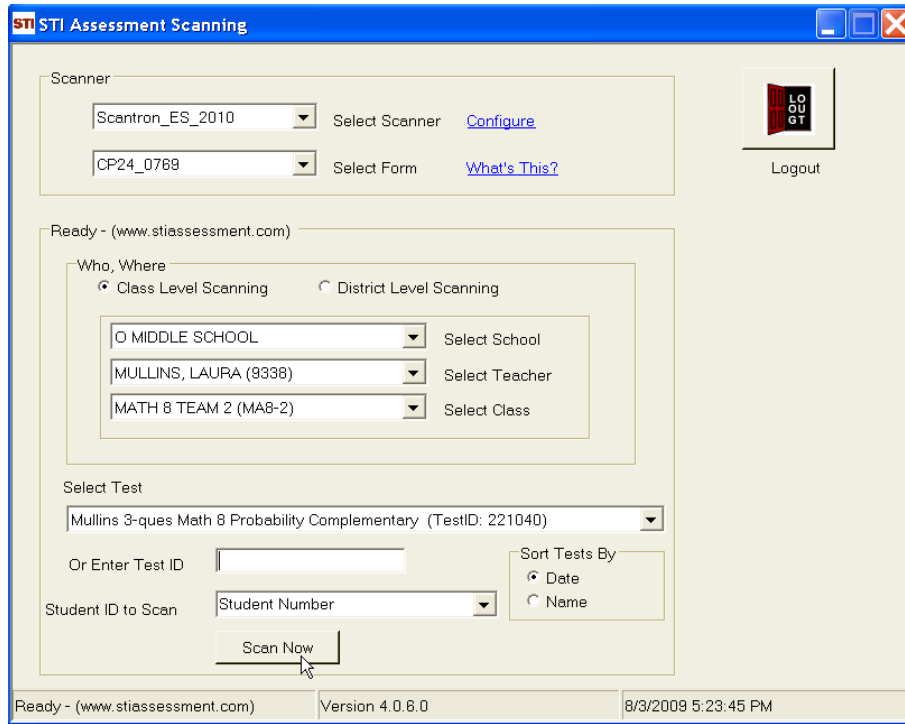 STI STI Assessment Scanning
Scanner
Scantron_ES_2010 Select Scanner Configure
CP24_0769 Select Form What's This?
LO
OU
GT
Logout
Ready - (www.stiassessment.com)
Who, Where
Class Level Scanning District Level Scanning
O MIDDLE SCHOOL Select School
MULLINS, LAURA (9338) Select Teacher
MATH 8 TEAM 2 (MA8-2) Select Class
Select Test
Mullins 3-ques Math 8 Probability Complementary (TestID: 221040)
Or Enter Test ID
Sort Tests By
Date
Name
Student ID to Scan Student Number
Scan Now
Ready - (www.stiassessment.com) Version 4.0.6.0 8/3/2009 5:23:45 PM